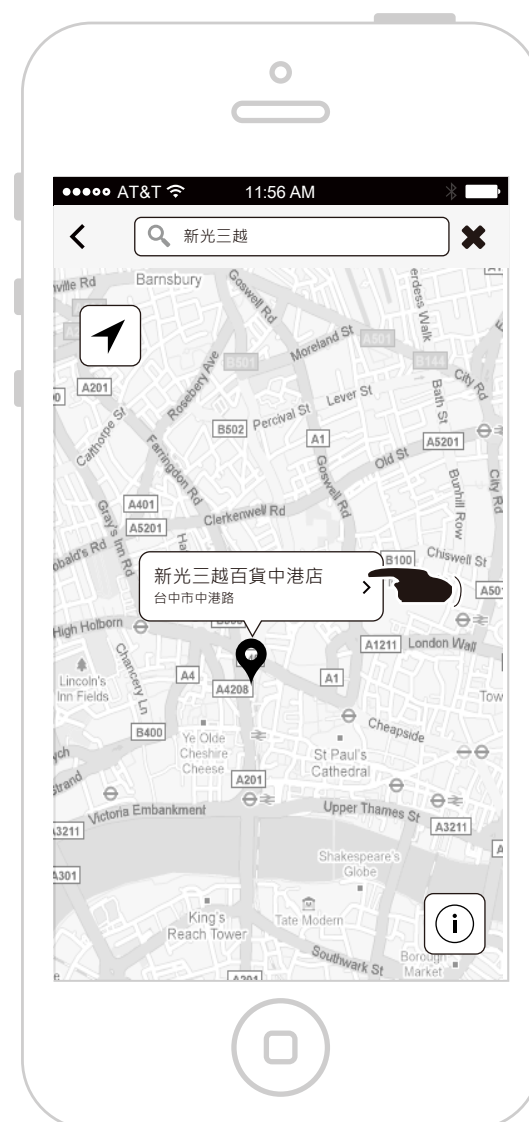 AT&T 11:56 AM
新光三越
Barnsbury
Goswell Rd
A501
Moreland St
B501
B144
City Rd
Rosebery Ave
A201
Calthorpe St
Lever St
Bath St
Percival St
B502
A1
A5201
Farringdon Rd
Goswell Rd
Old St
Bunhill Row
City Rd
A401
Clerkenwell Rd
A5201
Gray's Inn Rd
新光三越百貨中港店
台中市中港路
B100
Chiswell St
High Holborn
A1211
London Wall
Chancery Ln
Lincoln's
Inn Fields
A4
A4208
A1
B400
Ye Olde
Cheshire
Cheese
Cheapside
St Paul's
Cathedral
A201
Victoria Embankment
Upper Thames St
A3211
A3211
Shakespeare's
Globe
A301
King's
Reach Tower
Tate Modern
Southwark St
Borough
Market
A201